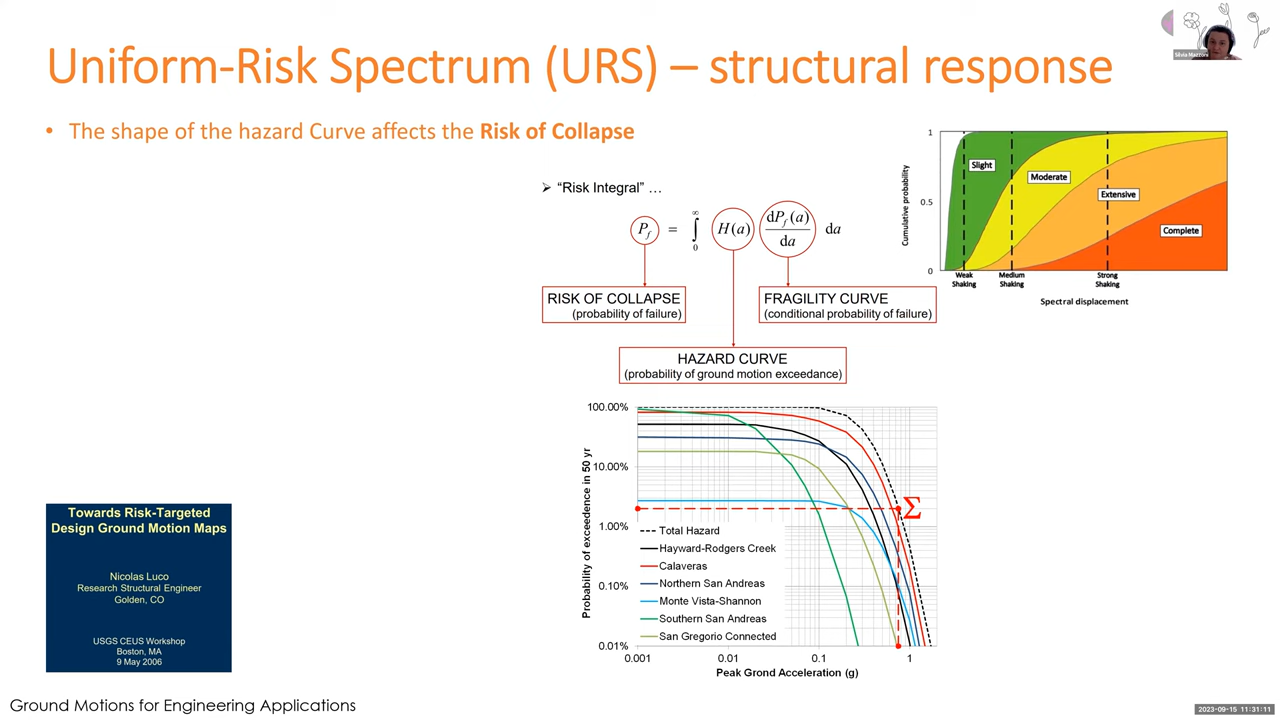 Uniform-Risk Spectrum (URS) – structural response
• The shape of the hazard Curve affects the Risk of Collapse
➢ “Risk Integral” …
P_f = ∫_0^∞ H(a) dP_f(a)/da da
RISK OF COLLAPSE
(probability of failure)
FRAGILITY CURVE
(conditional probability of failure)
HAZARD CURVE
(probability of ground motion exceedance)
Cumulative probability
1
0.5
0
Slight
Moderate
Extensive
Complete
Weak
Shaking
Medium
Shaking
Strong
Shaking
Spectral displacement
Probability of exceedence in 50 yr
100.00%
10.00%
1.00%
0.10%
0.01%
Σ
Total Hazard
Hayward-Rodgers Creek
Calaveras
Northern San Andreas
Monte Vista-Shannon
Southern San Andreas
San Gregorio Connected
0.001
0.01
0.1
1
Peak Grond Acceleration (g)
Towards Risk-Targeted
Design Ground Motion Maps
Nicolas Luco
Research Structural Engineer
Golden, CO
USGS CEUS Workshop
Boston, MA
9 May 2006
Ground Motions for Engineering Applications
Silvia Mazzoni
2023-09-15 11:31:11